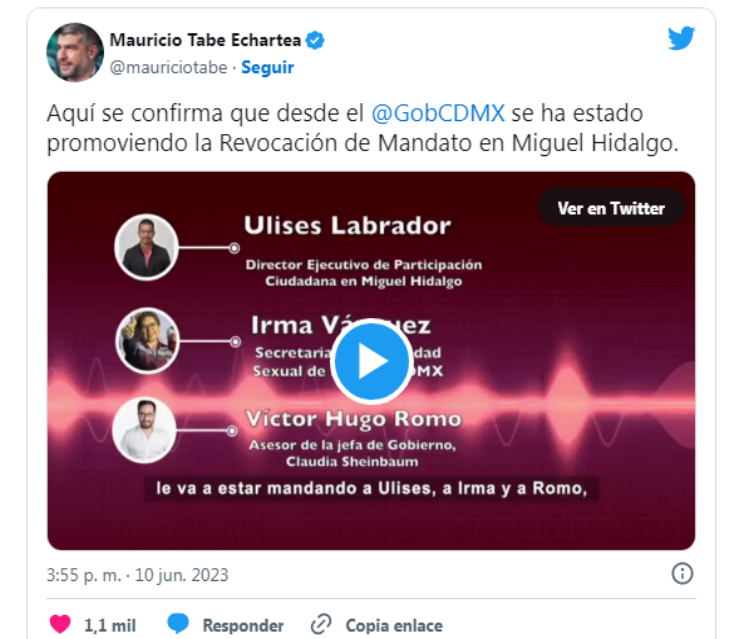 Mauricio Tabe Echartea
@mauriciotabe · Seguir
Aquí se confirma que desde el @GobCDMX se ha estado
promoviendo la Revocación de Mandato en Miguel Hidalgo.
Ver en Twitter
Ulises Labrador
Director Ejecutivo de Participación
Ciudadana en Miguel Hidalgo
Irma
Secretaria
Sexual de
Víctor Hugo Romo
Asesor de la jefa de Gobierno,
Claudia Sheinbaum
le va a estar mandando a Ulises, a Irma y a Romo,
3:55 p. m. · 10 jun. 2023
1,1 mil Responder Copia enlace